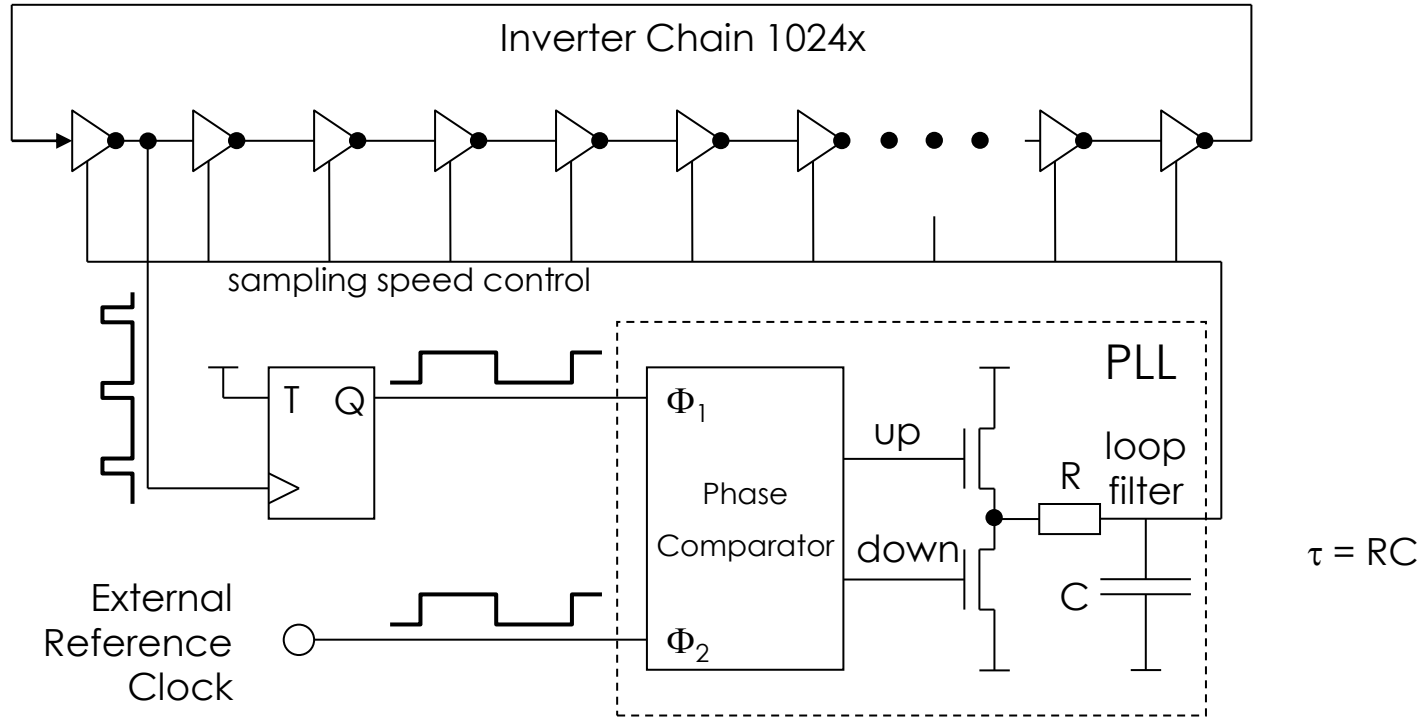 Inverter Chain 1024x
sampling speed control
T Q
Φ1
up
PLL
loop
filter
R
Phase
Comparator
down
τ = RC
C
External
Reference
Clock
Φ2